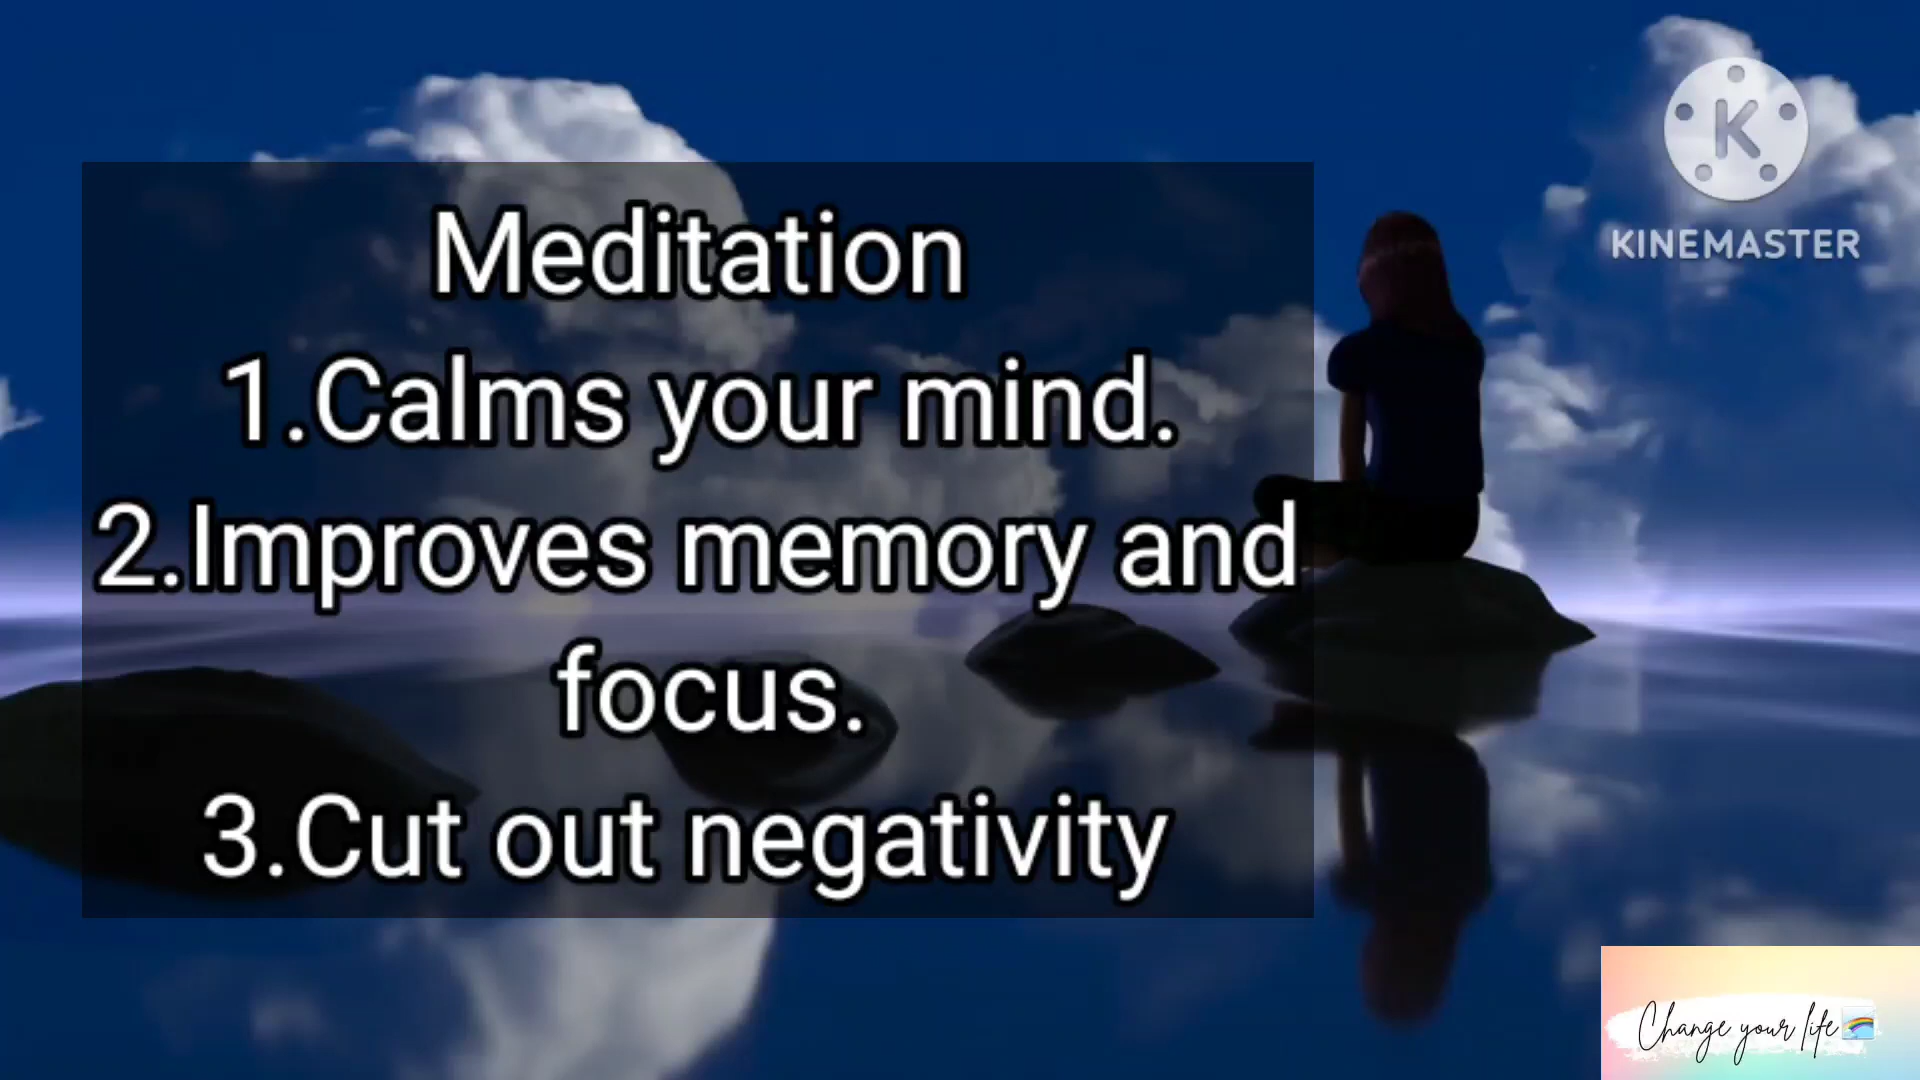 K
KINEMASTER
Meditation
1.Calms your mind.
2.Improves memory and
focus.
3.Cut out negativity
Change your life